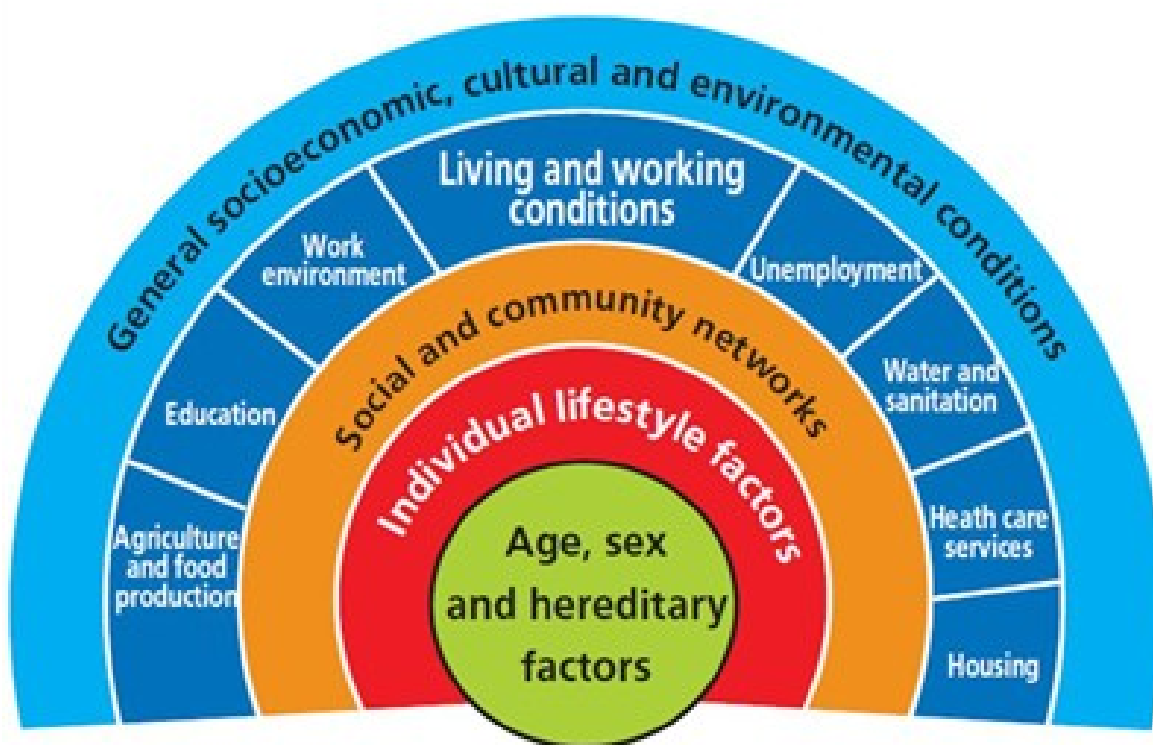 General socioeconomic, cultural and environmental conditions
Living and working
conditions
Work
environment
Unemployment
Education
Water and
sanitation
Agriculture
and food
production
Heath care
services
Housing
Social and community networks
Individual lifestyle factors
Age, sex
and hereditary
factors